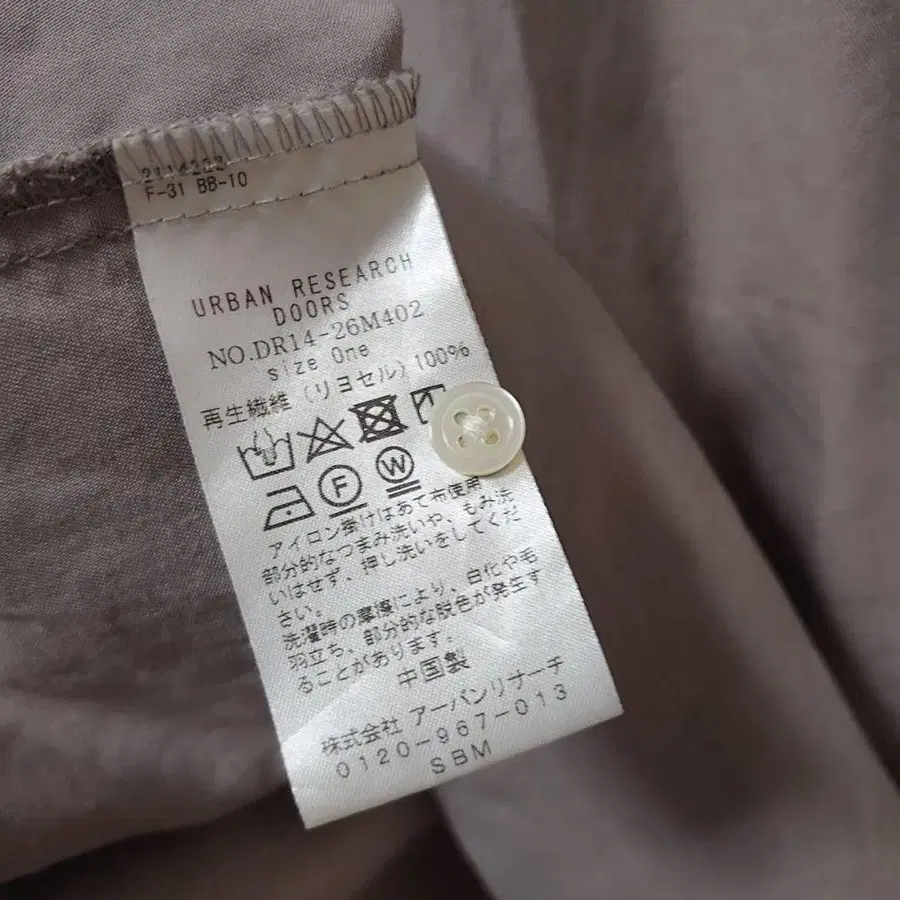 2114222
F-31 BB-10
URBAN RESEARCH
DOORS
NO.DR14-26M402
size One
再生繊維 (リヨセル) 100%
F W
アイロン掛けはあて布使用
部分的なつまみ洗いや、もみ洗
いはせず、押し洗いをしてくだ
さい。
洗濯時の摩擦により、白化や毛
羽立ち、部分的な脱色が発生す
ることがあります。
中国製
株式会社 アーバンリサーチ
0120-967-013
SBM